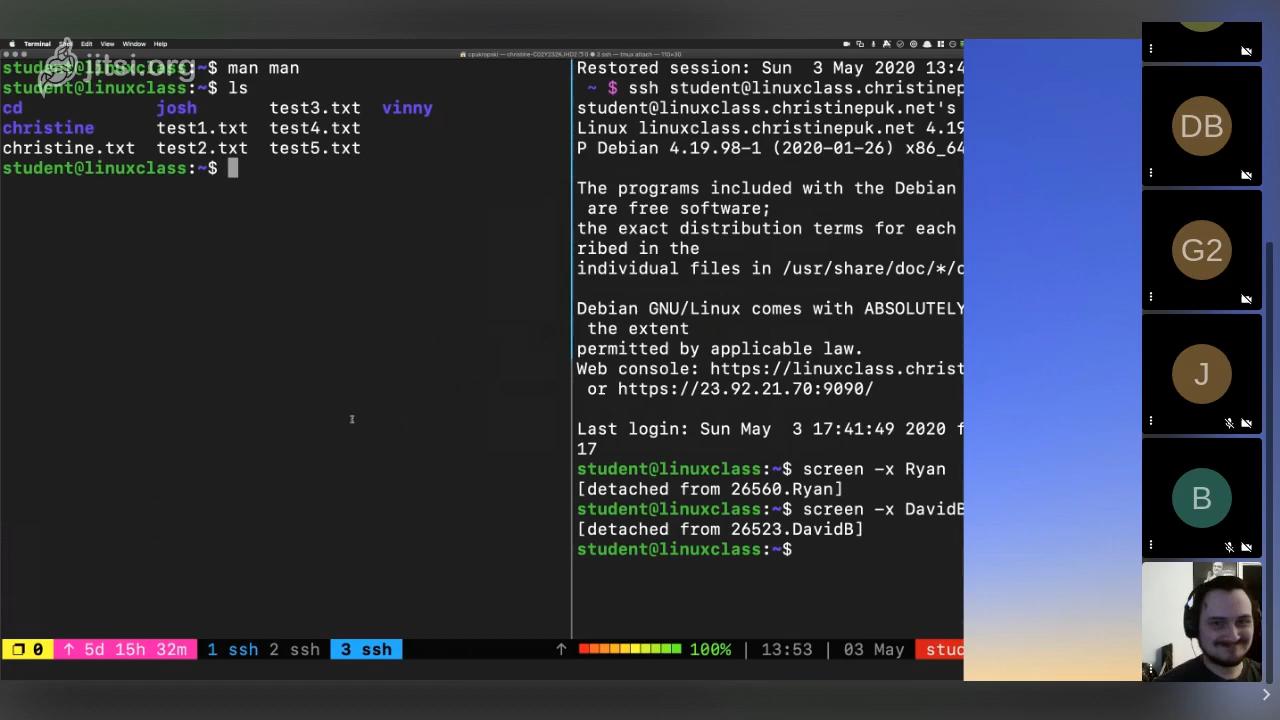 jitsi.org
Terminal Edit View Window Help
student@linuxclass:~$ man man
student@linuxclass:~$ ls
cd josh test3.txt vinny
christine test1.txt test4.txt
christine.txt test2.txt test5.txt
student@linuxclass:~$
Restored session: Sun 3 May 2020 13:4
~ $ ssh student@linuxclass.christinep
student@linuxclass.christinepuk.net's
Linux linuxclass.christinepuk.net 4.19
P Debian 4.19.98-1 (2020-01-26) x86_64
The programs included with the Debian
are free software;
the exact distribution terms for each
ribed in the
individual files in /usr/share/doc/*/c
Debian GNU/Linux comes with ABSOLUTELY
the extent
permitted by applicable law.
Web console: https://linuxclass.christ
or https://23.92.21.70:9090/
Last login: Sun May 3 17:41:49 2020 f
17
student@linuxclass:~$ screen -x Ryan
[detached from 26560.Ryan]
student@linuxclass:~$ screen -x DavidB
[detached from 26523.DavidB]
student@linuxclass:~$
0 ↑ 5d 15h 32m 1 ssh 2 ssh 3 ssh ↑ 100% | 13:53 | 03 May stud
DB
G2
J
B